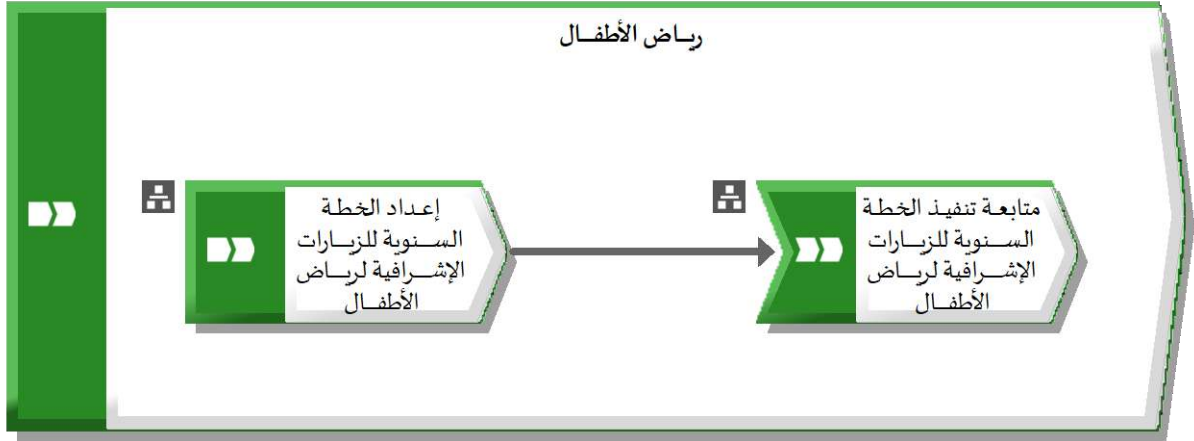 رياض الأطفال
إعداد الخطة
السنوية للزيارات
الإشرافية لرياض
الأطفال
متابعة تنفيذ الخطة
السنوية للزيارات
الإشرافية لرياض
الأطفال